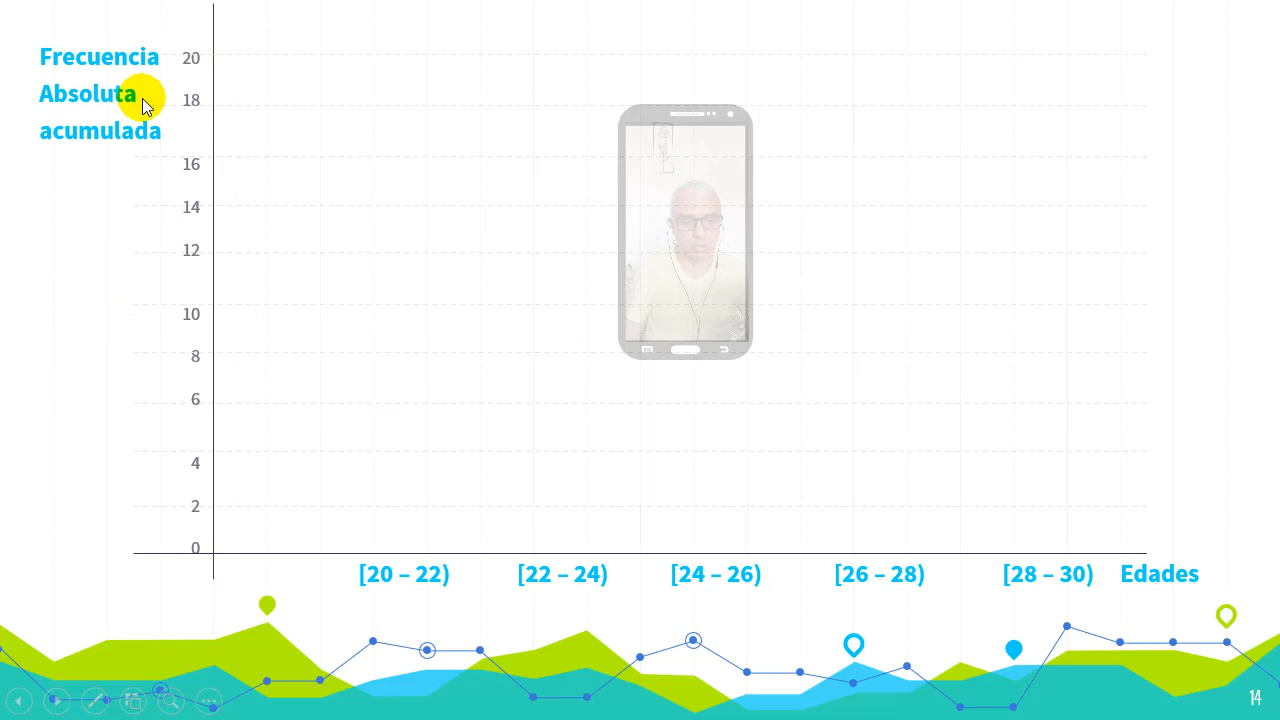 Frecuencia
Absoluta
acumulada
20
18
16
14
12
10
8
6
4
2
0
[20 – 22)
[22 – 24)
[24 – 26)
[26 – 28)
[28 – 30)
Edades
14